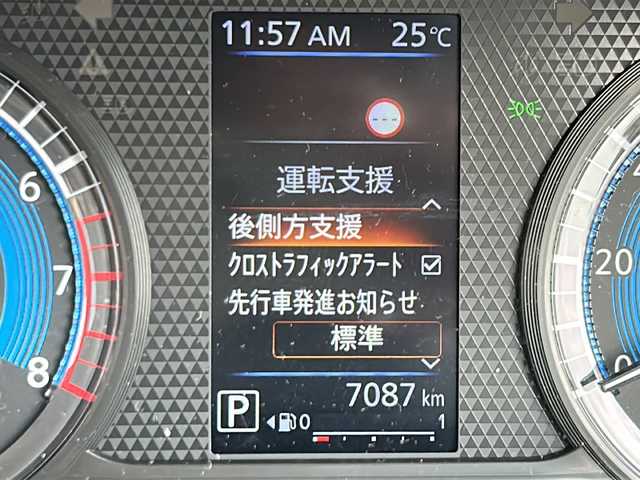 11:57 AM 25℃
---
運転支援
後側方支援
クロストラフィックアラート
先行車発進お知らせ
標準
7087 km
P 0 1
6
7
8
20
0